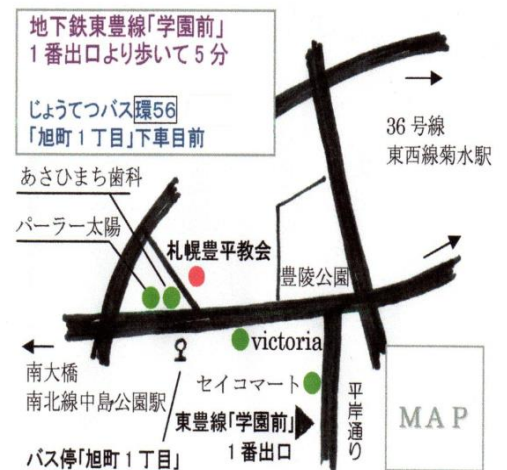 地下鉄東豊線「学園前」
1番出口より歩いて5分
じょうてつバス環56
「旭町1丁目」下車目前
36号線
東西線菊水駅
あさひまち歯科
パーラー太陽
札幌豊平教会
豊陵公園
victoria
南大橋
南北線中島公園駅
セイコマート
平岸通り
東豊線「学園前」
1番出口
バス停「旭町1丁目」
MAP